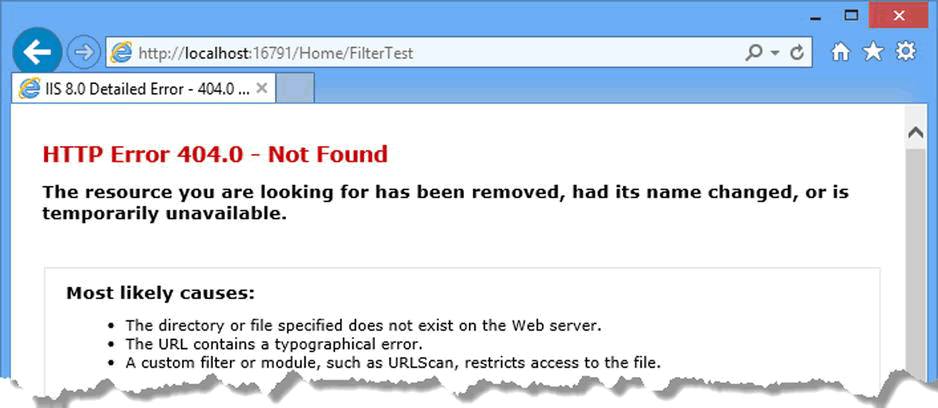 http://localhost:16791/Home/FilterTest
IIS 8.0 Detailed Error - 404.0 ...
HTTP Error 404.0 - Not Found
The resource you are looking for has been removed, had its name changed, or is
temporarily unavailable.
Most likely causes:
• The directory or file specified does not exist on the Web server.
• The URL contains a typographical error.
• A custom filter or module, such as URLScan, restricts access to the file.